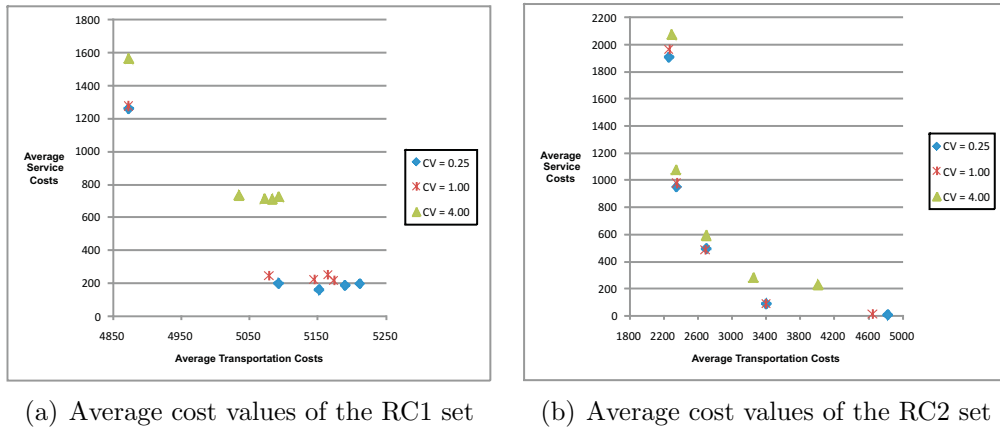 1800
1600
1400
1200
1000
800
600
400
200
0
Average
Service
Costs
4850 4950 5050 5150 5250
Average Transportation Costs
CV = 0.25
CV = 1.00
CV = 4.00
(a) Average cost values of the RC1 set
2200
2000
1800
1600
1400
1200
1000
800
600
400
200
0
Average
Service
Costs
1800 2200 2600 3000 3400 3800 4200 4600 5000
Average Transportation Costs
CV = 0.25
CV = 1.00
CV = 4.00
(b) Average cost values of the RC2 set